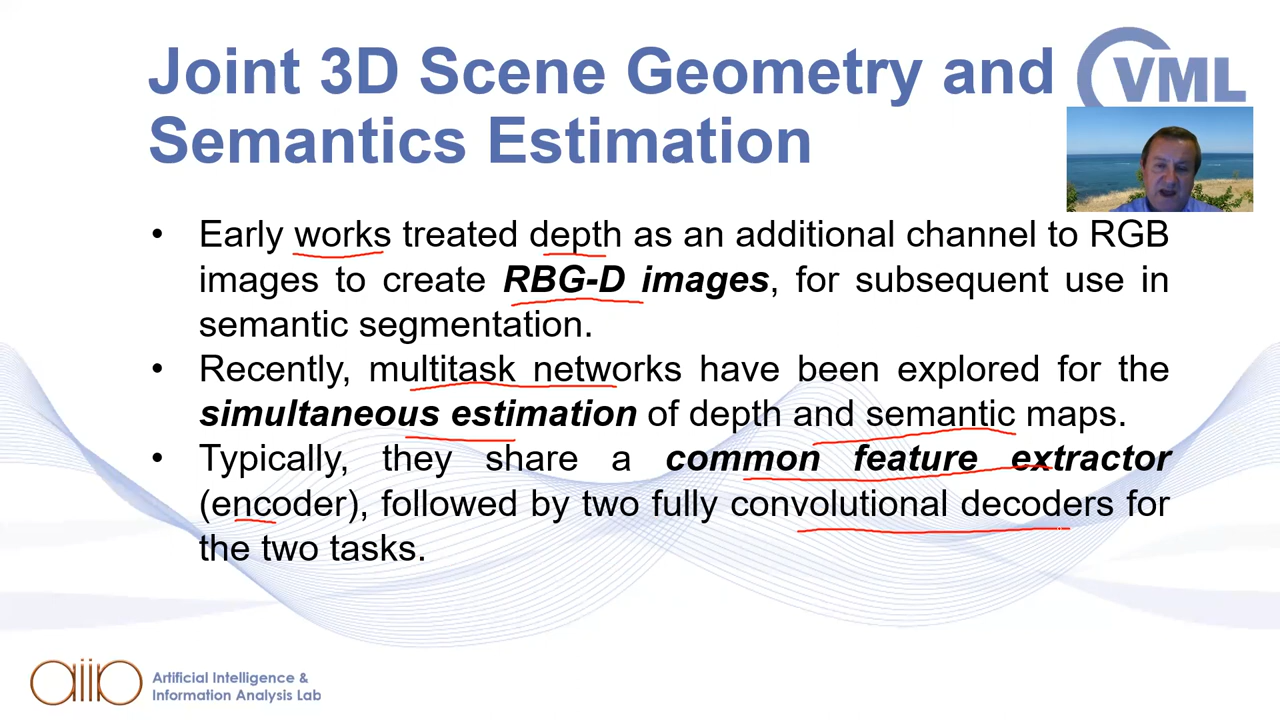 Joint 3D Scene Geometry and
Semantics Estimation
CVML
• Early works treated depth as an additional channel to RGB
images to create RBG-D images, for subsequent use in
semantic segmentation.
• Recently, multitask networks have been explored for the
simultaneous estimation of depth and semantic maps.
• Typically, they share a common feature extractor
(encoder), followed by two fully convolutional decoders for
the two tasks.
aiia
Artificial Intelligence &
Information Analysis Lab